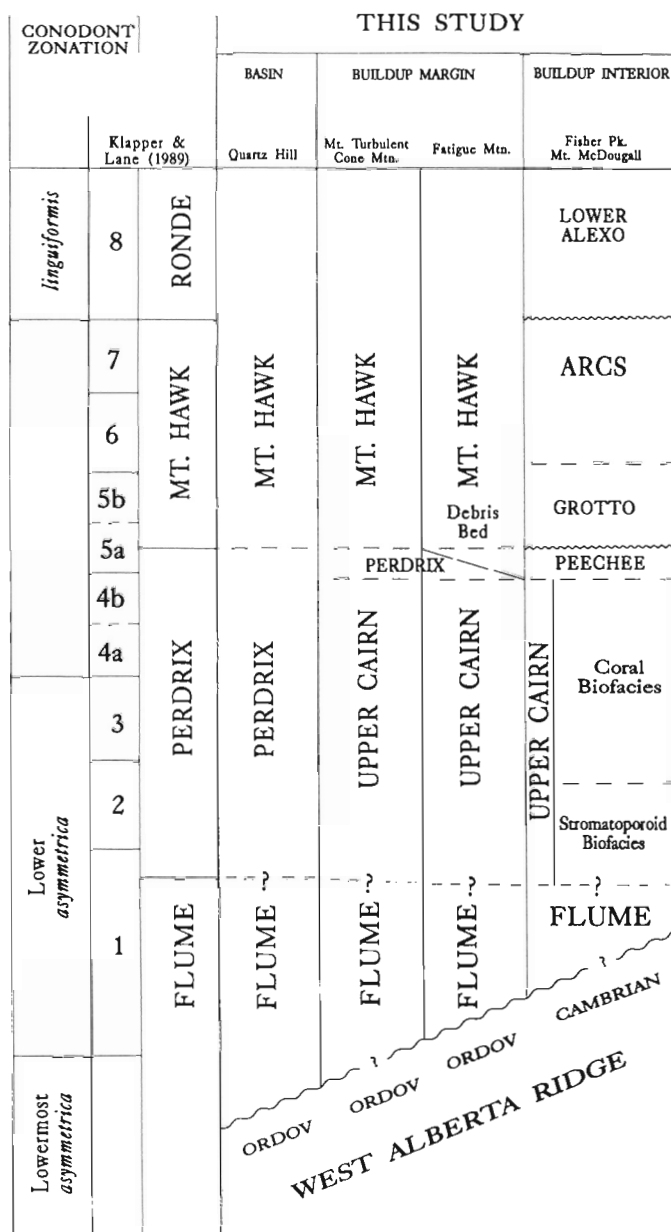 CONODONT
ZONATION
THIS STUDY
BASIN
BUILDUP MARGIN
BUILDUP INTERIOR
Klapper &
Lane (1989)
Quartz Hill
Mt. Turbulent
Cone Mtn.
Fatigue Mtn.
Fisher Pk.
Mt. McDougall
linguiformis
8
RONDE
LOWER
ALEXO
7
6
5b
5a
4b
4a
3
2
1
MT. HAWK
MT. HAWK
MT. HAWK
MT. HAWK
ARCS
GROTTO
Debris
Bed
PERDRIX
PEECHEE
PERDRIX
PERDRIX
UPPER CAIRN
UPPER CAIRN
UPPER CAIRN
Coral
Biofacies
Stromatoporoid
Biofacies
Lower
asymmetrica
?
?
?
?
FLUME
FLUME
FLUME
FLUME
FLUME
?
?
Lowermost
asymmetrica
ORDOV
ORDOV
ORDOV
CAMBRIAN
WEST ALBERTA RIDGE